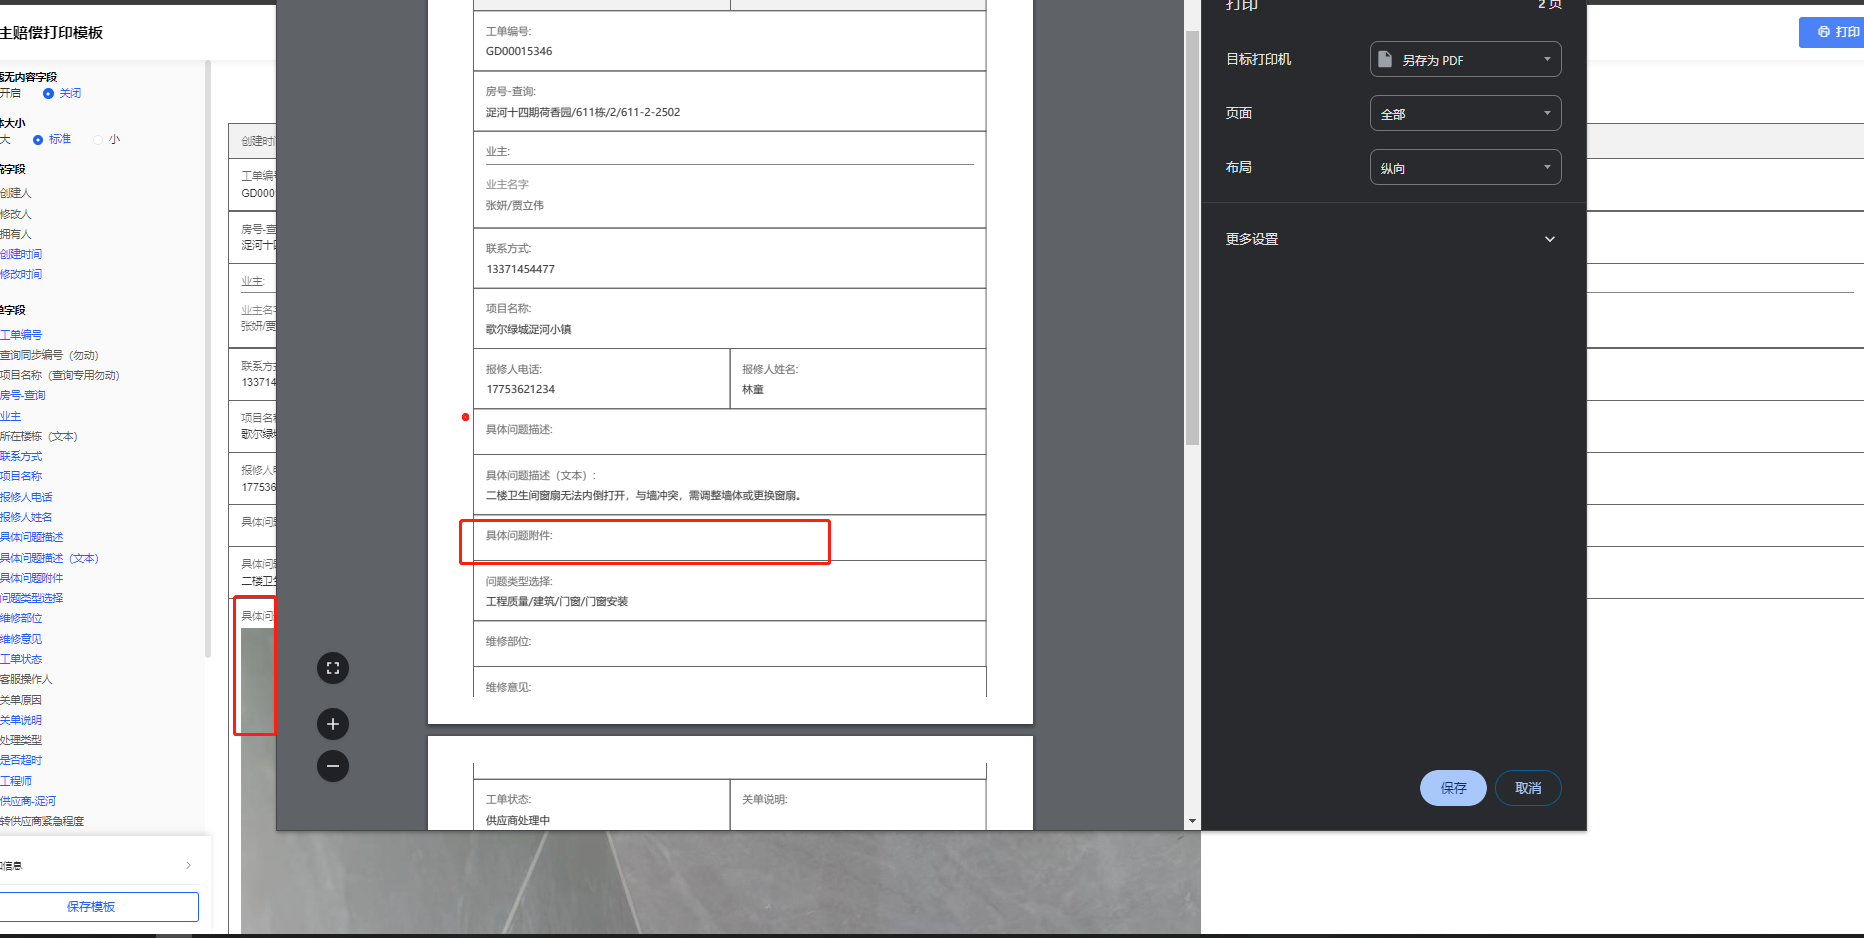 主赔偿打印模板
打印
无内容字段
开启
关闭
体大小
大
标准
小
字段
创建人
修改人
拥有人
创建时间
修改时间
单字段
工单编号
查询同步编号（勿动）
项目名称（查询专用勿动）
房号-查询
业主
所在楼栋（文本）
联系方式
项目名称
报修人电话
报修人姓名
具体问题描述
具体问题描述（文本）
具体问题附件
问题类型选择
维修部位
维修意见
工单状态
客服操作人
关单原因
关单说明
处理类型
是否超时
工程师
供应商-浞河
转供应商紧急程度
信息
保存模板
创建时间
工单编号
GD000
房号-查
浞河十四
业主:
业主名字
张妍/贾
联系方式
133714
项目名称
歌尔绿城
报修人电
177536
具体问题
具体问题
二楼卫生
具体问
工单编号:
GD00015346
房号-查询:
浞河十四期荷香园/611栋/2/611-2-2502
业主:
业主名字
张妍/贾立伟
联系方式:
13371454477
项目名称:
歌尔绿城浞河小镇
报修人电话:
17753621234
报修人姓名:
林童
具体问题描述:
具体问题描述（文本）:
二楼卫生间窗扇无法内倒打开，与墙冲突，需调整墙体或更换窗扇。
具体问题附件:
问题类型选择:
工程质量/建筑/门窗/门窗安装
维修部位:
维修意见:
工单状态:
供应商处理中
关单说明:
打印
2 页
目标打印机
另存为 PDF
页面
全部
布局
纵向
更多设置
保存
取消